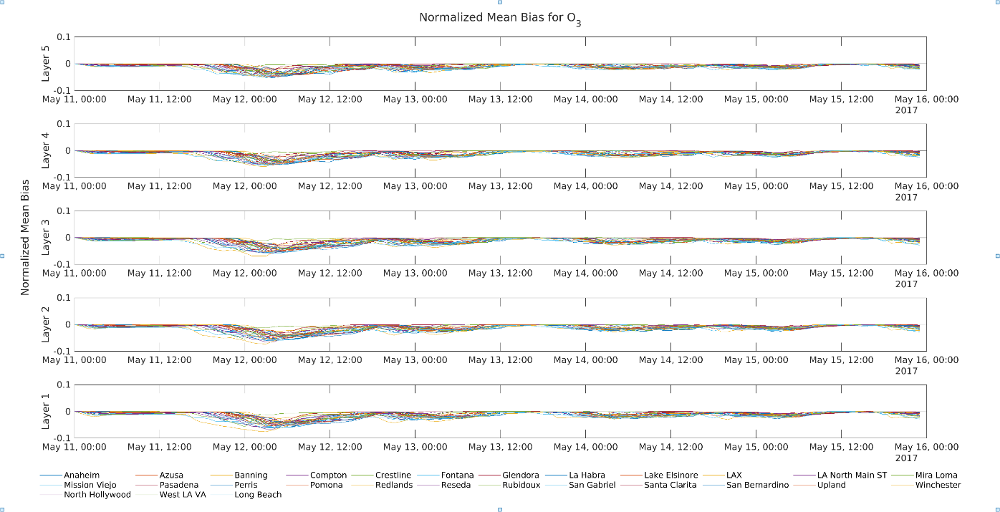 Normalized Mean Bias for O3
Normalized Mean Bias
Layer 5
0.1
0
-0.1
May 11, 00:00 May 11, 12:00 May 12, 00:00 May 12, 12:00 May 13, 00:00 May 13, 12:00 May 14, 00:00 May 14, 12:00 May 15, 00:00 May 15, 12:00 May 16, 00:00
2017
Layer 4
0.1
0
-0.1
May 11, 00:00 May 11, 12:00 May 12, 00:00 May 12, 12:00 May 13, 00:00 May 13, 12:00 May 14, 00:00 May 14, 12:00 May 15, 00:00 May 15, 12:00 May 16, 00:00
2017
Layer 3
0.1
0
-0.1
May 11, 00:00 May 11, 12:00 May 12, 00:00 May 12, 12:00 May 13, 00:00 May 13, 12:00 May 14, 00:00 May 14, 12:00 May 15, 00:00 May 15, 12:00 May 16, 00:00
2017
Layer 2
0.1
0
-0.1
May 11, 00:00 May 11, 12:00 May 12, 00:00 May 12, 12:00 May 13, 00:00 May 13, 12:00 May 14, 00:00 May 14, 12:00 May 15, 00:00 May 15, 12:00 May 16, 00:00
2017
Layer 1
0.1
0
-0.1
May 11, 00:00 May 11, 12:00 May 12, 00:00 May 12, 12:00 May 13, 00:00 May 13, 12:00 May 14, 00:00 May 14, 12:00 May 15, 00:00 May 15, 12:00 May 16, 00:00
2017
Anaheim Azusa Banning Compton Crestline Fontana Glendora La Habra Lake Elsinore LAX LA North Main ST Mira Loma
Mission Viejo Pasadena Perris Pomona Redlands Reseda Rubidoux San Gabriel Santa Clarita San Bernardino Upland Winchester
North Hollywood West LA VA Long Beach